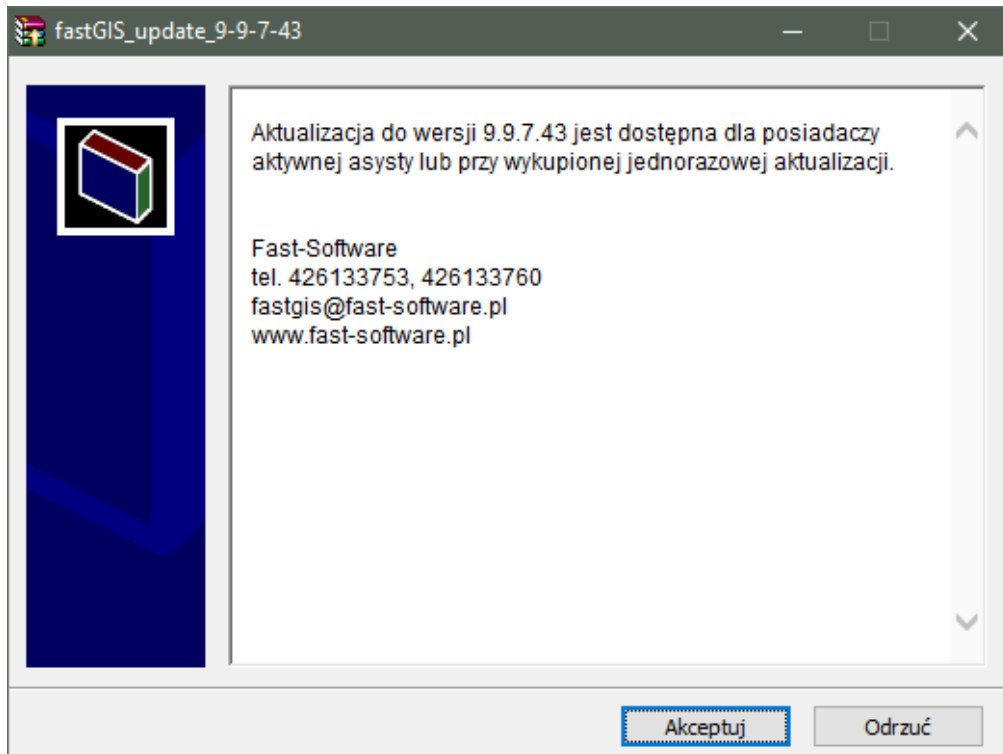 fastGIS_update_9-9-7-43
Aktualizacja do wersji 9.9.7.43 jest dostępna dla posiadaczy
aktywnej asysty lub przy wykupionej jednorazowej aktualizacji.
Fast-Software
tel. 426133753, 426133760
fastgis@fast-software.pl
www.fast-software.pl
Akceptuj
Odrzuć